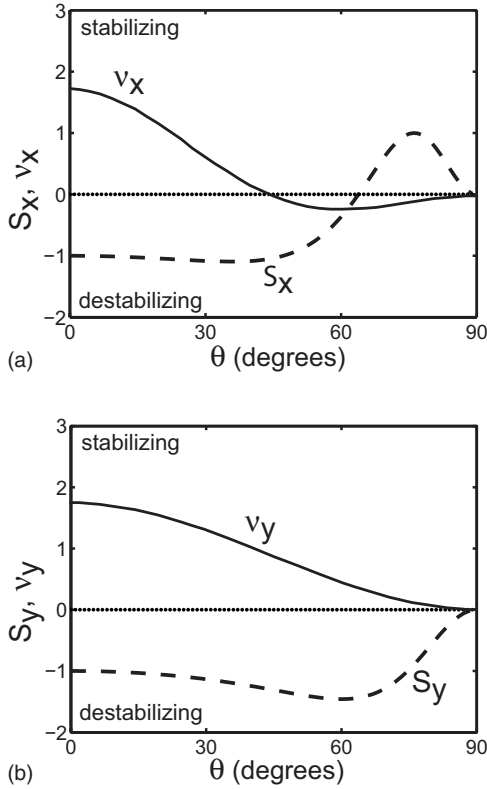 3
stabilizing
2
νx
1
Sx, νx
0
−1
Sx
destabilizing
−2
0
30
60
90
(a)
θ (degrees)
3
stabilizing
2
νy
1
Sy, νy
0
−1
Sy
destabilizing
−2
0
30
60
90
(b)
θ (degrees)